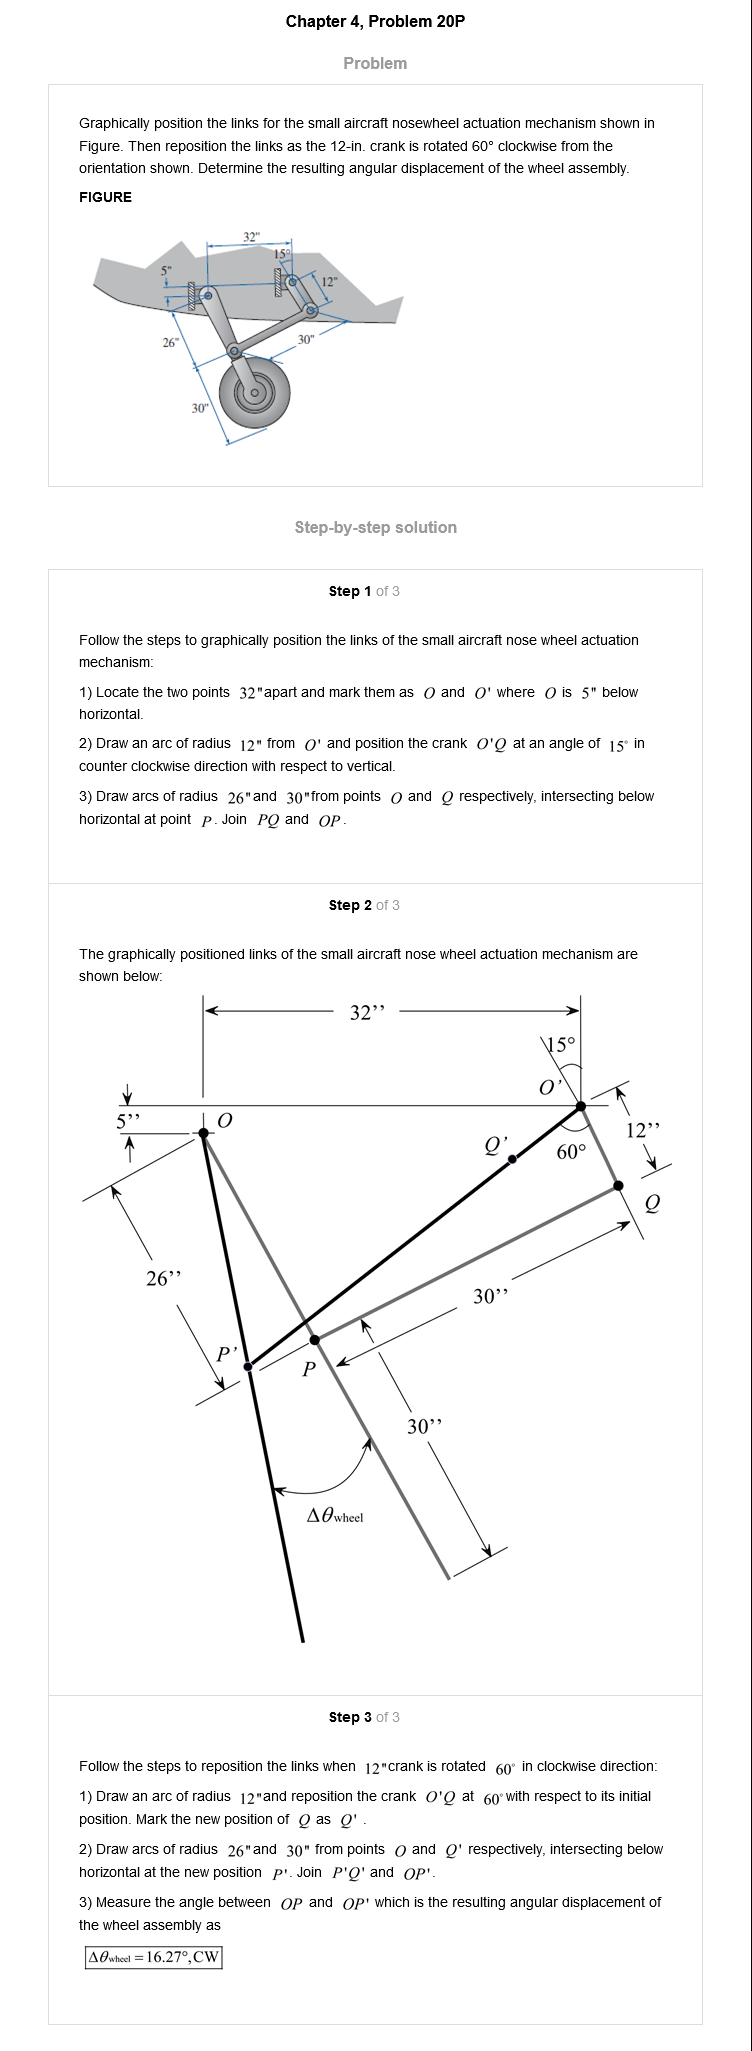 Chapter 4, Problem 20P
Problem
Graphically position the links for the small aircraft nosewheel actuation mechanism shown in
Figure. Then reposition the links as the 12-in. crank is rotated 60° clockwise from the
orientation shown. Determine the resulting angular displacement of the wheel assembly.
FIGURE
32"
15°
5"
12"
26"
30"
30"
Step-by-step solution
Step 1 of 3
Follow the steps to graphically position the links of the small aircraft nose wheel actuation
mechanism:
1) Locate the two points 32" apart and mark them as O and O' where O is 5" below
horizontal.
2) Draw an arc of radius 12" from O' and position the crank O'Q at an angle of 15° in
counter clockwise direction with respect to vertical.
3) Draw arcs of radius 26" and 30" from points O and Q respectively, intersecting below
horizontal at point P. Join PQ and OP.
Step 2 of 3
The graphically positioned links of the small aircraft nose wheel actuation mechanism are
shown below:
32’’
15°
O’
5’’
O
12’’
Q’
60°
Q
26’’
30’’
P’
P
30’’
Δθwheel
Step 3 of 3
Follow the steps to reposition the links when 12" crank is rotated 60° in clockwise direction:
1) Draw an arc of radius 12" and reposition the crank O'Q at 60° with respect to its initial
position. Mark the new position of Q as Q' .
2) Draw arcs of radius 26" and 30" from points O and Q' respectively, intersecting below
horizontal at the new position P'. Join P'Q' and OP'.
3) Measure the angle between OP and OP' which is the resulting angular displacement of
the wheel assembly as
Δθwheel = 16.27°, CW